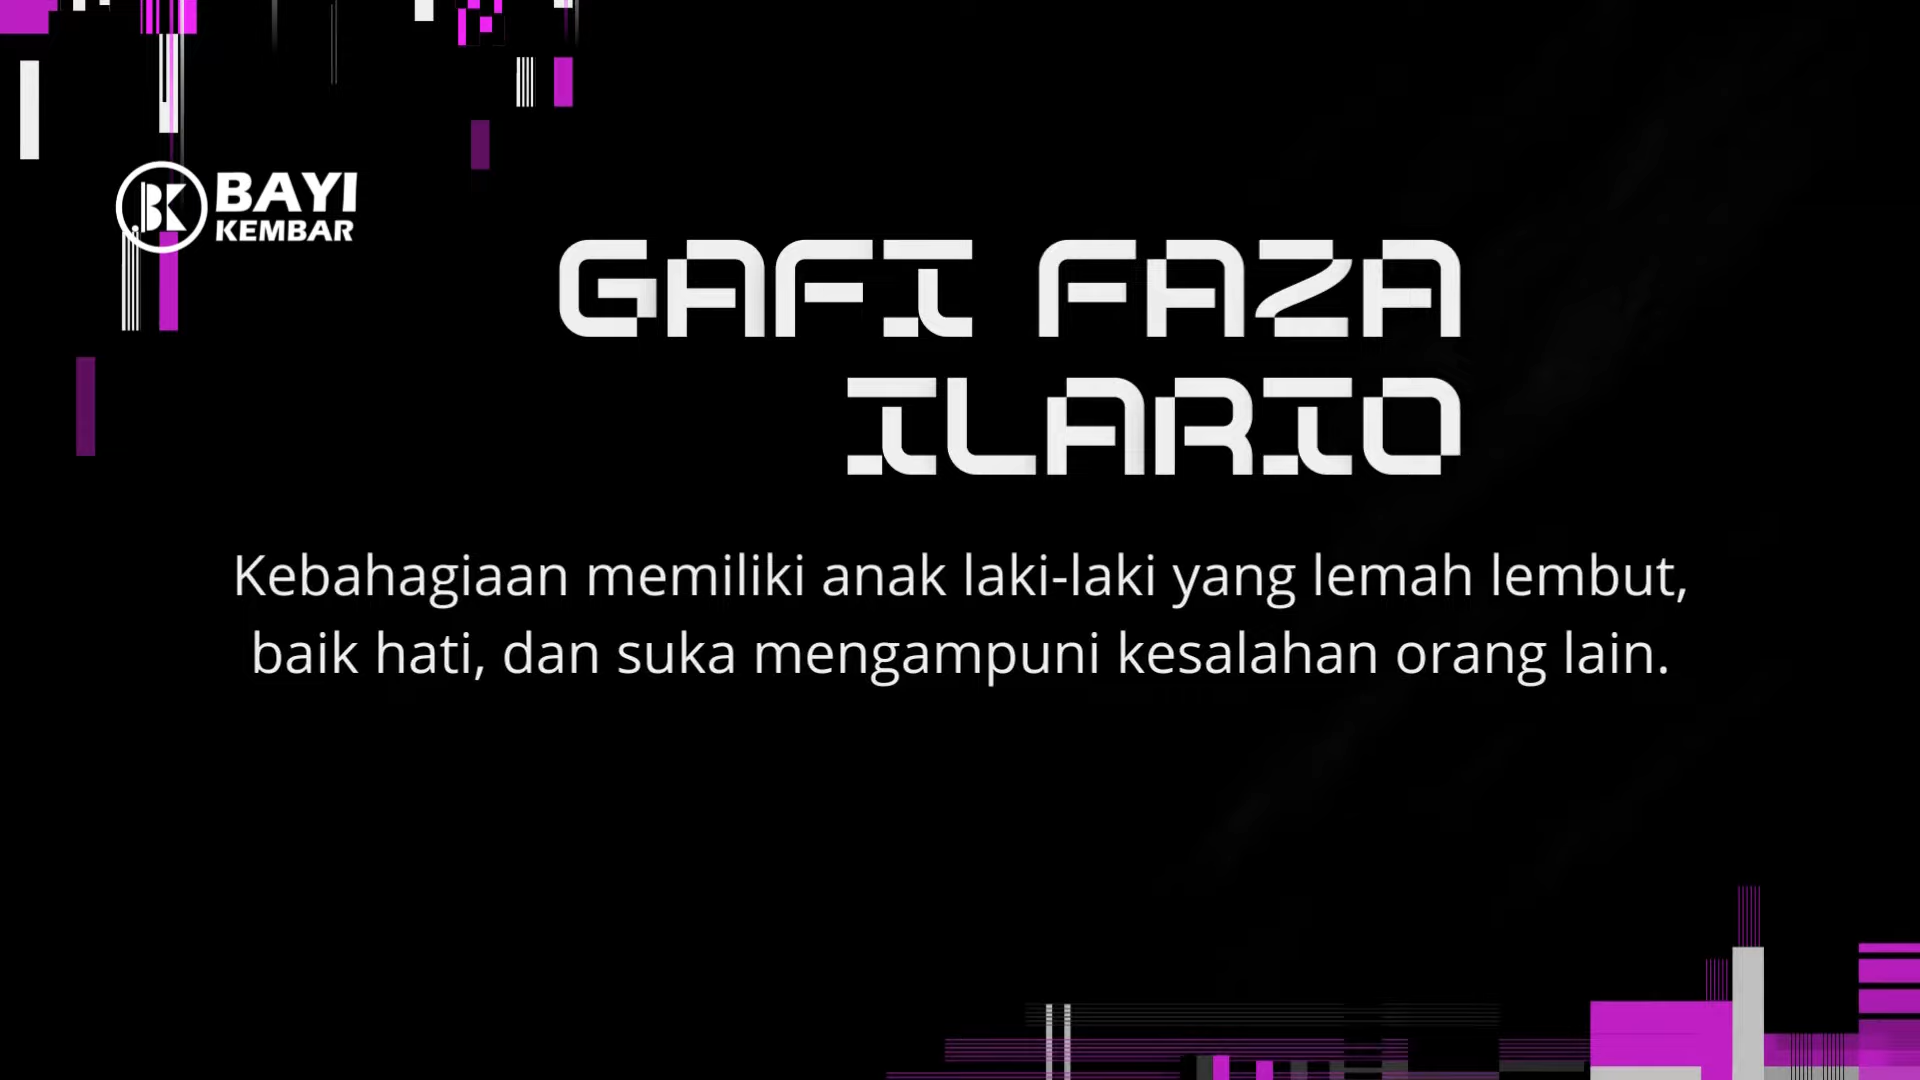 BK
BAYI
KEMBAR
GAFI FAZA
ILARIO
Kebahagiaan memiliki anak laki-laki yang lemah lembut,
baik hati, dan suka mengampuni kesalahan orang lain.